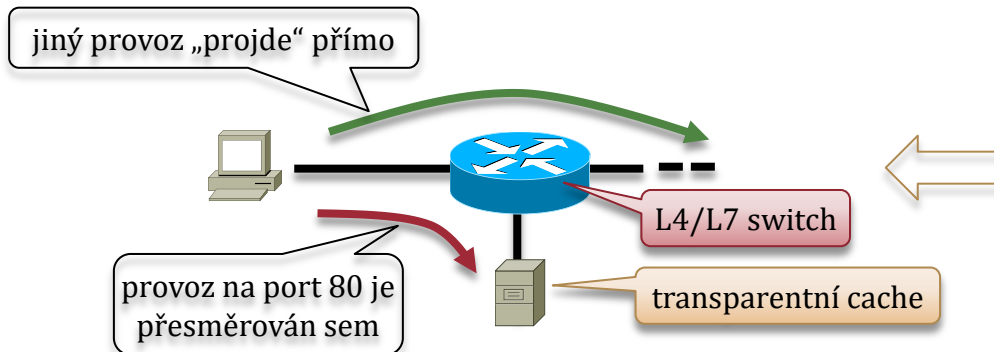 jiný provoz „projde“ přímo
L4/L7 switch
provoz na port 80 je
přesměrován sem
transparentní cache